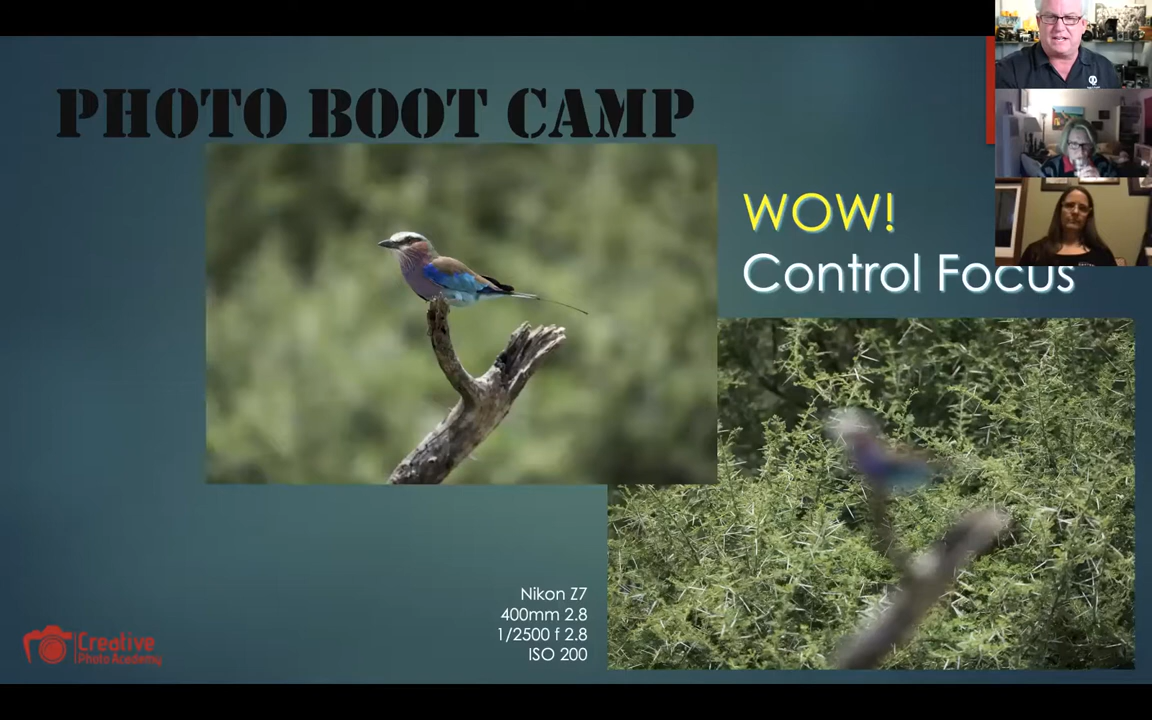 PHOTO BOOT CAMP
WOW!
Control Focus
Nikon Z7
400mm 2.8
1/2500 f 2.8
ISO 200
Creative
Photo Academy